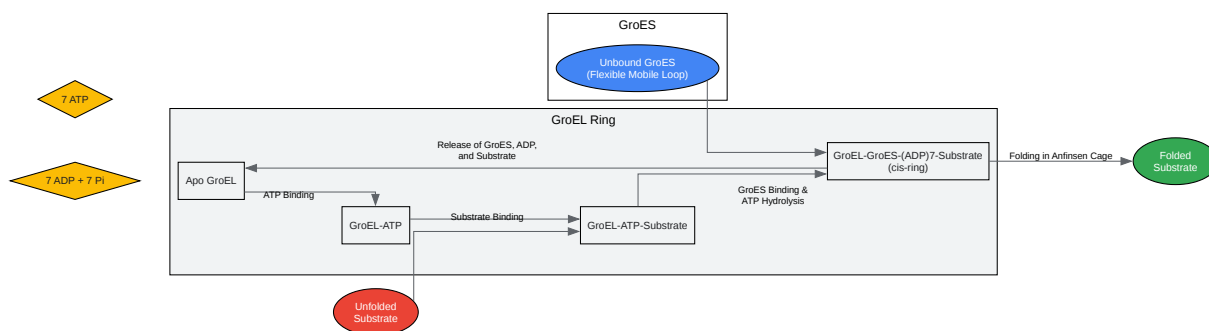 GroES
Unbound GroES
(Flexible Mobile Loop)
7 ATP
GroEL Ring
Release of GroES, ADP,
and Substrate
GroEL-GroES-(ADP)7-Substrate
(cis-ring)
Folding in Anfinsen Cage
Folded
Substrate
7 ADP + 7 Pi
Apo GroEL
ATP Binding
GroES Binding &
ATP Hydrolysis
GroEL-ATP
Substrate Binding
GroEL-ATP-Substrate
Unfolded
Substrate